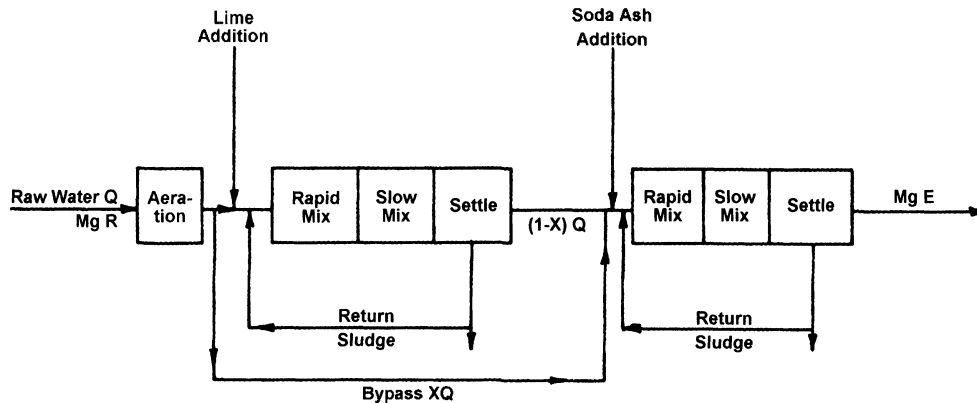 Lime
Addition
Soda Ash
Addition
Raw Water Q
Mg R
Aera-
tion
Rapid
Mix
Slow
Mix
Settle
(1-X) Q
Rapid
Mix
Slow
Mix
Settle
Mg E
Return
Sludge
Return
Sludge
Bypass XQ